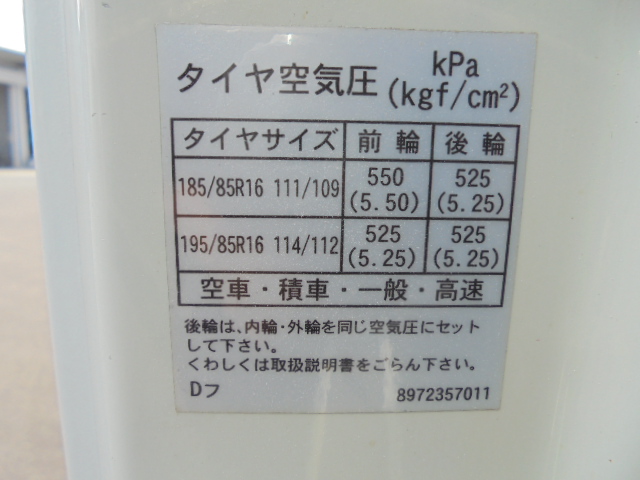 タイヤ空気圧 kPa
(kgf/cm²)
タイヤサイズ 前輪 後輪
185/85R16 111/109 550 525
(5.50) (5.25)
195/85R16 114/112 525 525
(5.25) (5.25)
空車・積車・一般・高速
後輪は、内輪・外輪を同じ空気圧にセット
して下さい。
くわしくは取扱説明書をごらん下さい。
Dフ 8972357011